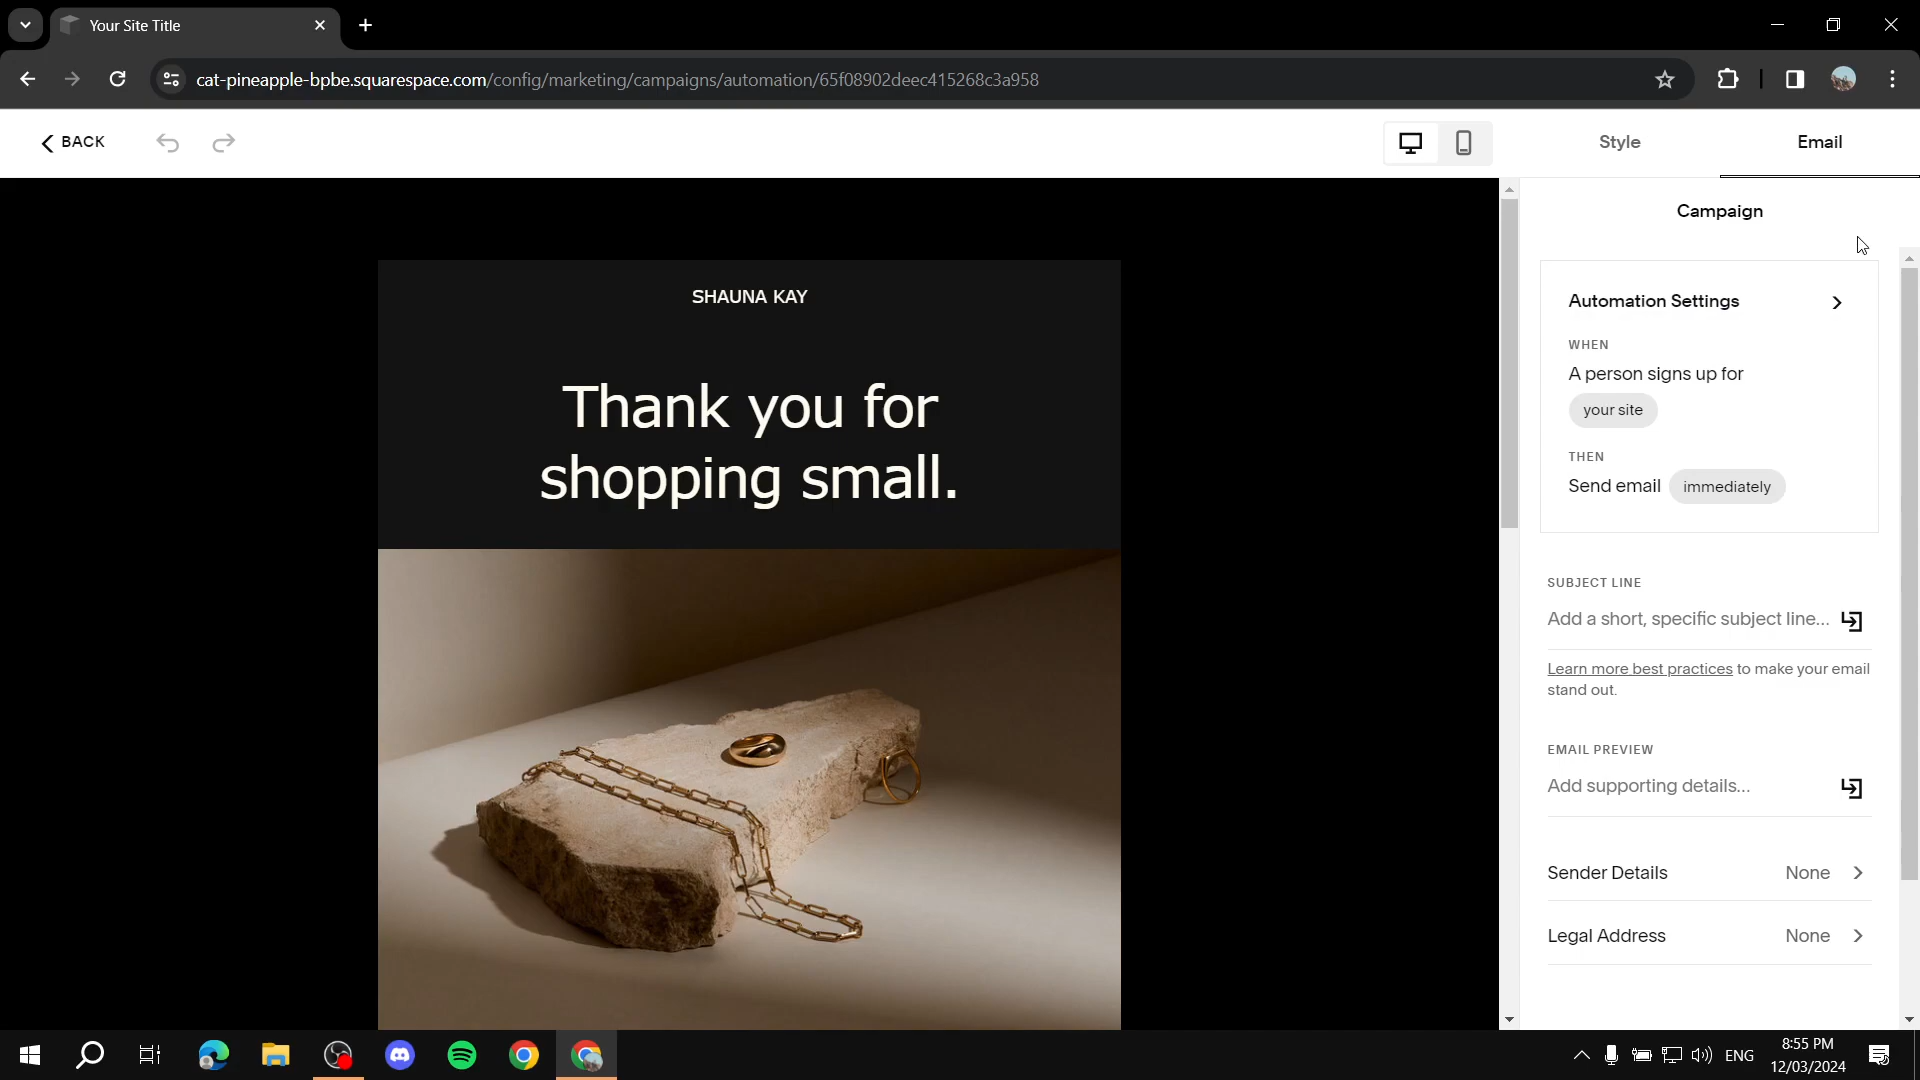 Your Site Title
cat-pineapple-bpbe.squarespace.com/config/marketing/campaigns/automation/65f08902deec415268c3a958
BACK
Style
Email
Campaign
SHAUNA KAY
Thank you for
shopping small.
Automation Settings
WHEN
A person signs up for
your site
THEN
Send email immediately
SUBJECT LINE
Add a short, specific subject line...
Learn more best practices to make your email
stand out.
EMAIL PREVIEW
Add supporting details...
Sender Details None
Legal Address None
ENG
8:55 PM
12/03/2024